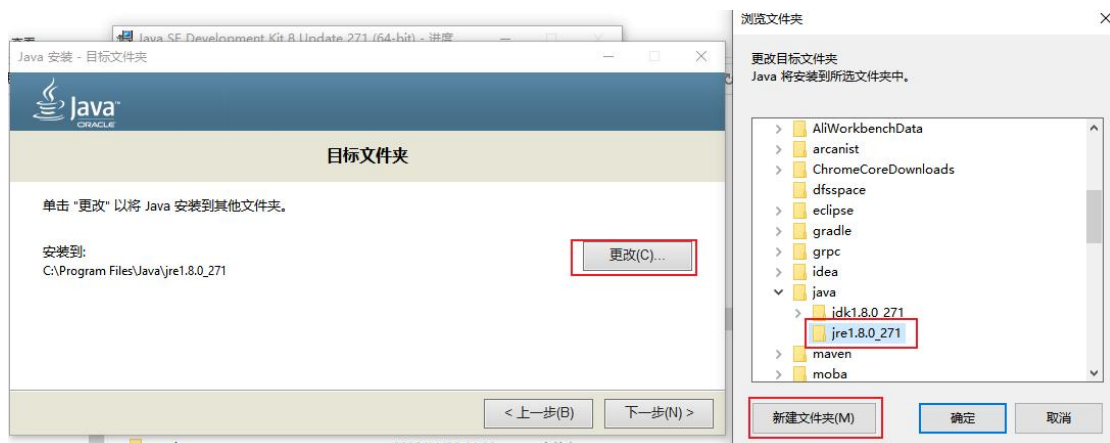 Java SE Development Kit 8 Update 271 (64-bit) - 进度
Java 安装 - 目标文件夹
Java
ORACLE
目标文件夹
单击 "更改" 以将 Java 安装到其他文件夹。
安装到:
C:\Program Files\Java\jre1.8.0_271
更改(C)...
< 上一步(B)
下一步(N) >
浏览文件夹
更改目标文件夹
Java 将安装到所选文件夹中。
AliWorkbenchData
arcanist
ChromeCoreDownloads
dfsspace
eclipse
gradle
grpc
idea
java
jdk1.8.0_271
jre1.8.0_271
maven
moba
新建文件夹(M)
确定
取消